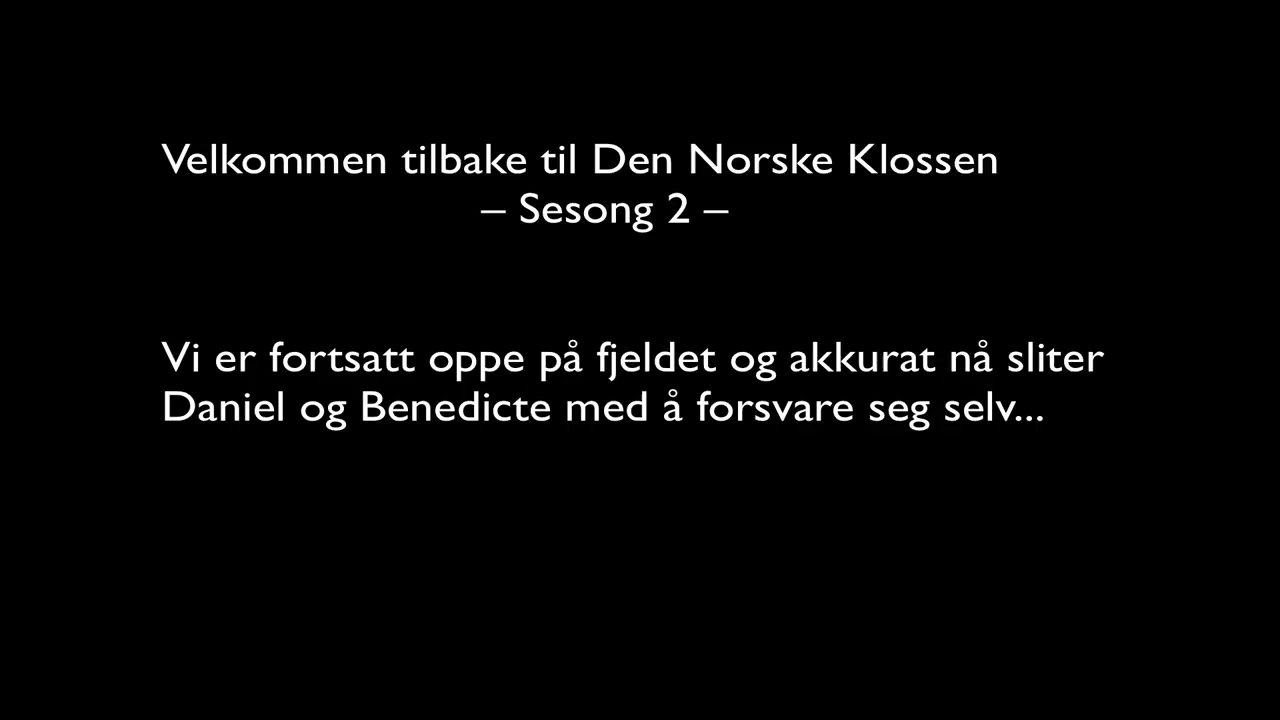 Velkommen tilbake til Den Norske Klossen
– Sesong 2 –
Vi er fortsatt oppe på fjeldet og akkurat nå sliter
Daniel og Benedicte med å forsvare seg selv...